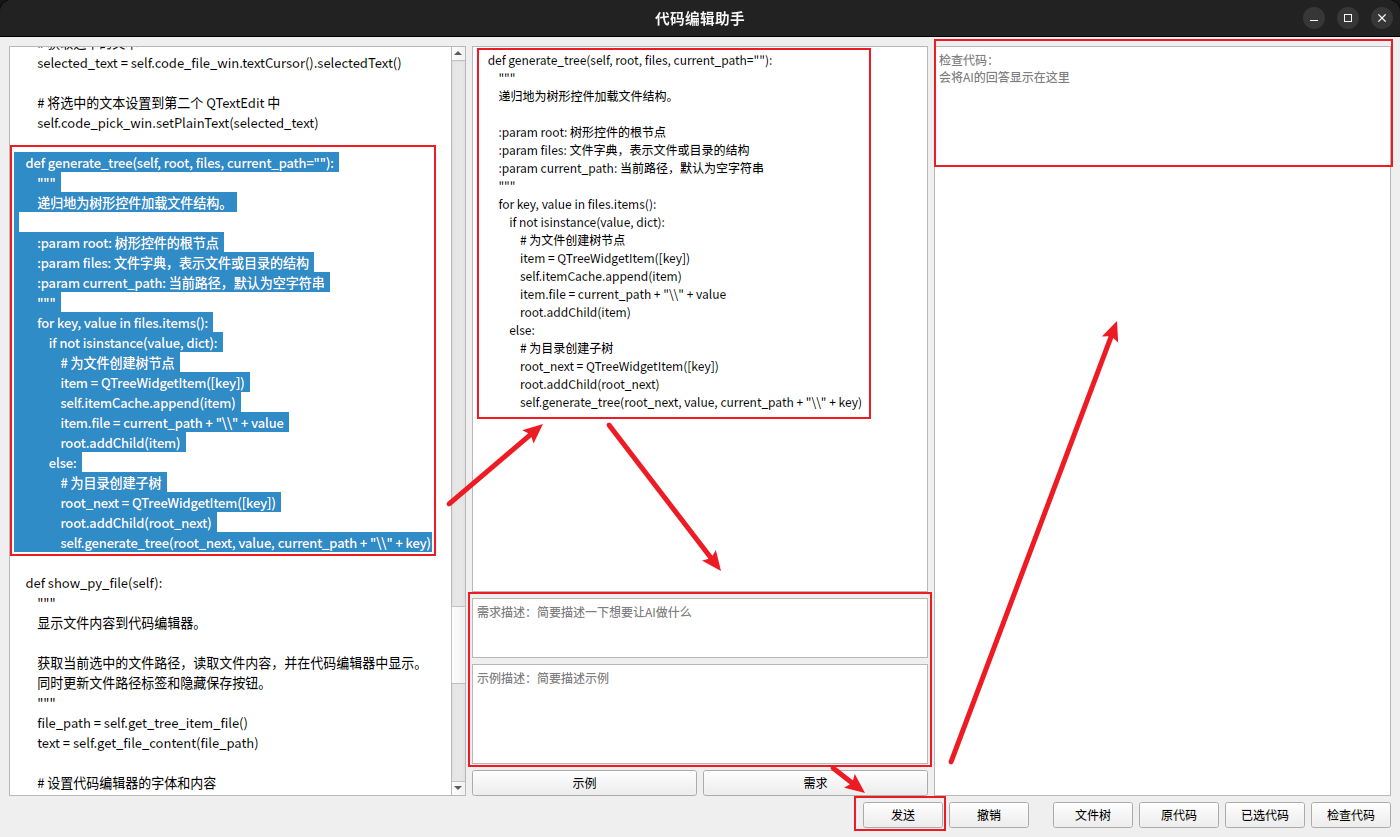 代码编辑助手
selected_text = self.code_file_win.textCursor().selectedText()
# 将选中的文本设置到第二个 QTextEdit 中
self.code_pick_win.setPlainText(selected_text)
def generate_tree(self, root, files, current_path=""):
"""
递归地为树形控件加载文件结构。
:param root: 树形控件的根节点
:param files: 文件字典，表示文件或目录的结构
:param current_path: 当前路径，默认为空字符串
"""
for key, value in files.items():
if not isinstance(value, dict):
# 为文件创建树节点
item = QTreeWidgetItem([key])
self.itemCache.append(item)
item.file = current_path + "\\" + value
root.addChild(item)
else:
# 为目录创建子树
root_next = QTreeWidgetItem([key])
root.addChild(root_next)
self.generate_tree(root_next, value, current_path + "\\" + key)
def show_py_file(self):
"""
显示文件内容到代码编辑器。
获取当前选中的文件路径，读取文件内容，并在代码编辑器中显示。
同时更新文件路径标签和隐藏保存按钮。
"""
file_path = self.get_tree_item_file()
text = self.get_file_content(file_path)
# 设置代码编辑器的字体和内容
def generate_tree(self, root, files, current_path=""):
"""
递归地为树形控件加载文件结构。
:param root: 树形控件的根节点
:param files: 文件字典，表示文件或目录的结构
:param current_path: 当前路径，默认为空字符串
"""
for key, value in files.items():
if not isinstance(value, dict):
# 为文件创建树节点
item = QTreeWidgetItem([key])
self.itemCache.append(item)
item.file = current_path + "\\" + value
root.addChild(item)
else:
# 为目录创建子树
root_next = QTreeWidgetItem([key])
root.addChild(root_next)
self.generate_tree(root_next, value, current_path + "\\" + key)
需求描述：简要描述一下想要让AI做什么
示例描述：简要描述示例
示例
需求
检查代码：
会将AI的回答显示在这里
发送
撤销
文件树
原代码
已选代码
检查代码